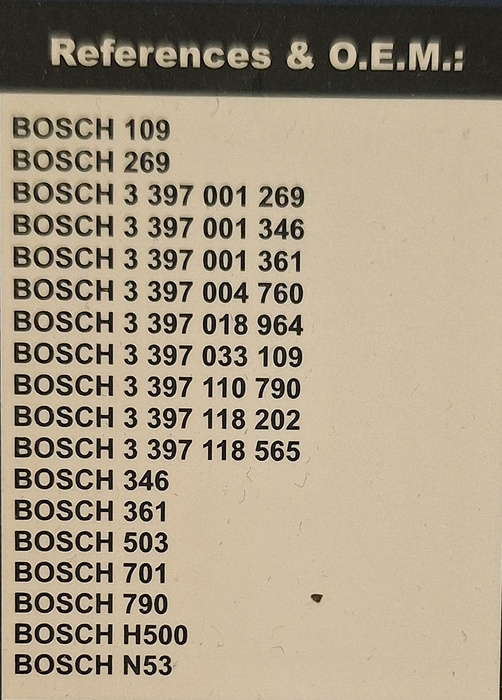 References & O.E.M.:
BOSCH 109
BOSCH 269
BOSCH 3 397 001 269
BOSCH 3 397 001 346
BOSCH 3 397 001 361
BOSCH 3 397 004 760
BOSCH 3 397 018 964
BOSCH 3 397 033 109
BOSCH 3 397 110 790
BOSCH 3 397 118 202
BOSCH 3 397 118 565
BOSCH 346
BOSCH 361
BOSCH 503
BOSCH 701
BOSCH 790
BOSCH H500
BOSCH N53